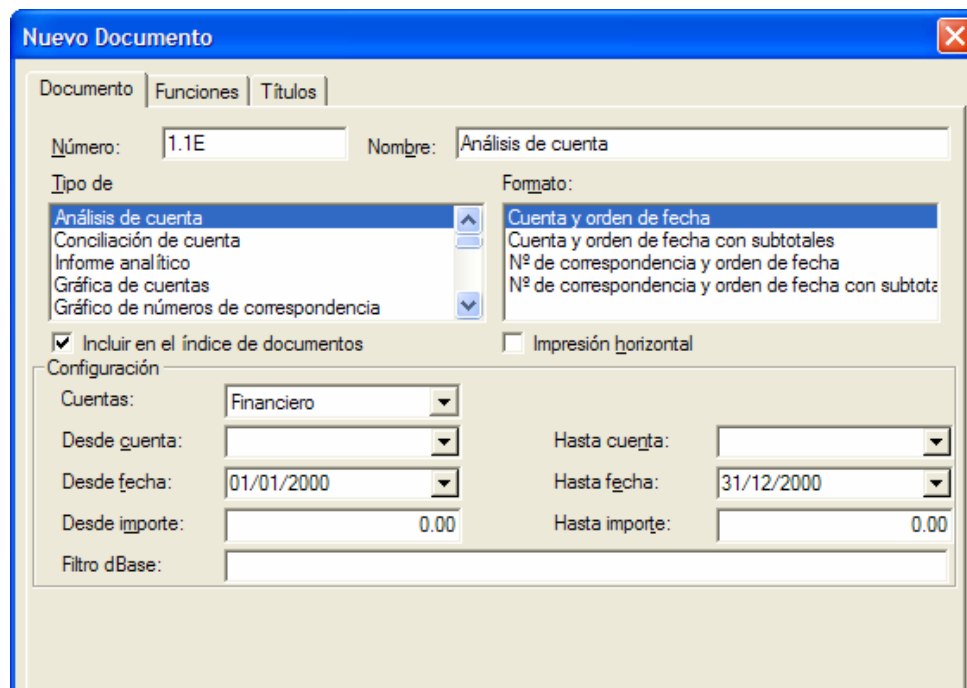 Nuevo Documento
Documento Funciones Títulos
Número: 1.1E Nombre: Análisis de cuenta
Tipo de Formato:
Análisis de cuenta Cuenta y orden de fecha
Conciliación de cuenta Cuenta y orden de fecha con subtotales
Informe analítico Nº de correspondencia y orden de fecha
Gráfica de cuentas Nº de correspondencia y orden de fecha con subtota
Gráfico de números de correspondencia
Incluir en el índice de documentos Impresión horizontal
Configuración
Cuentas: Financiero
Desde cuenta: Hasta cuenta:
Desde fecha: 01/01/2000 Hasta fecha: 31/12/2000
Desde importe: 0.00 Hasta importe: 0.00
Filtro dBase: